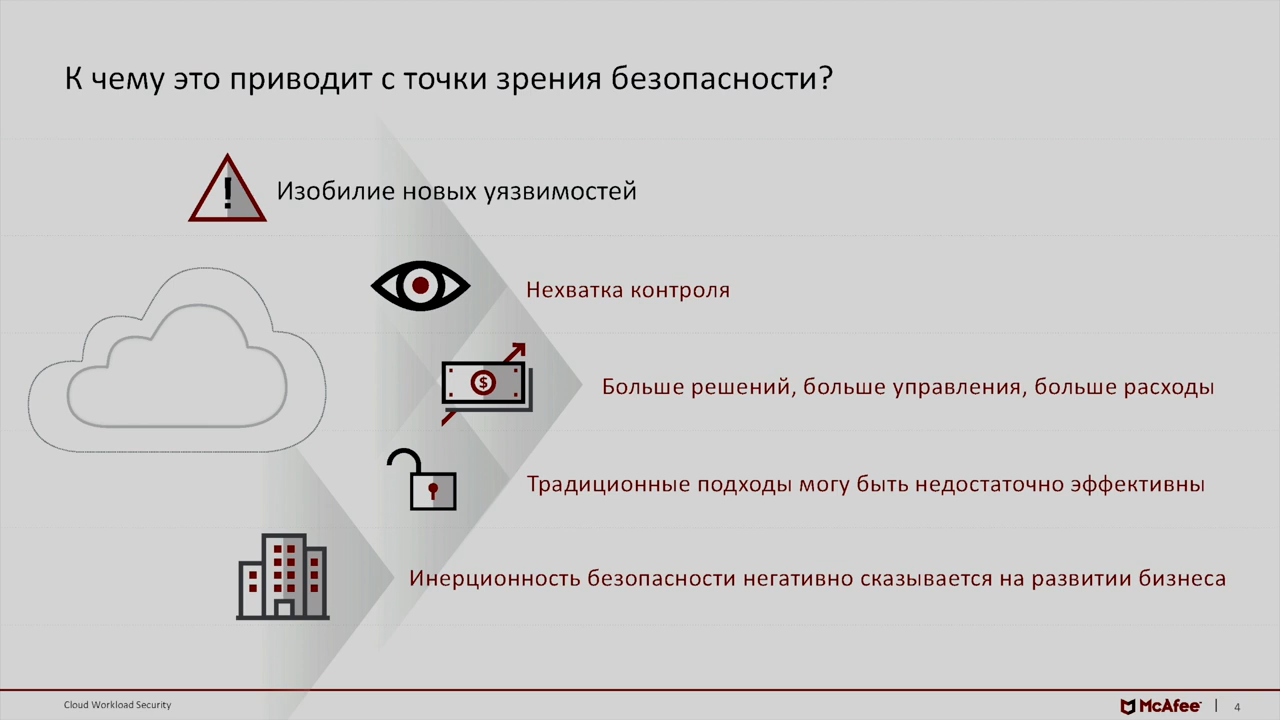 К чему это приводит с точки зрения безопасности?
Изобилие новых уязвимостей
Нехватка контроля
Больше решений, больше управления, больше расходы
Традиционные подходы могу быть недостаточно эффективны
Инерционность безопасности негативно сказывается на развитии бизнеса
Cloud Workload Security
McAfee | 4